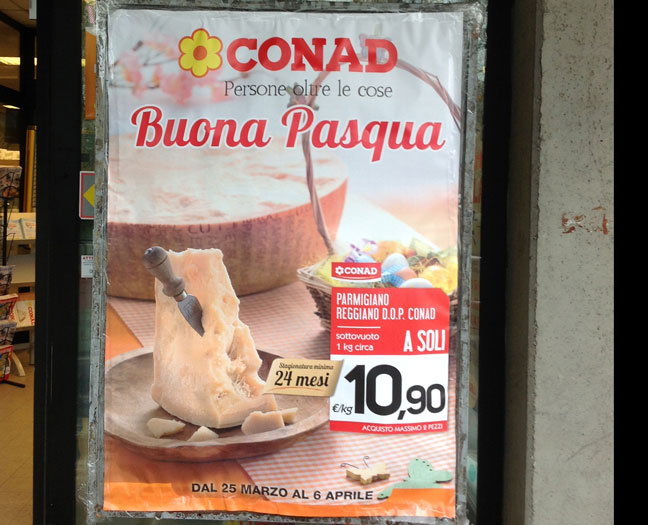 CONAD
Persone oltre le cose
Buona Pasqua
CONAD
PARMIGIANO
REGGIANO D.O.P. CONAD
sottovuoto
1 kg circa
A SOLI
Stagionatura minima
24 mesi
€/kg 10,90
ACQUISTO MASSIMO 2 PEZZI
DAL 25 MARZO AL 6 APRILE